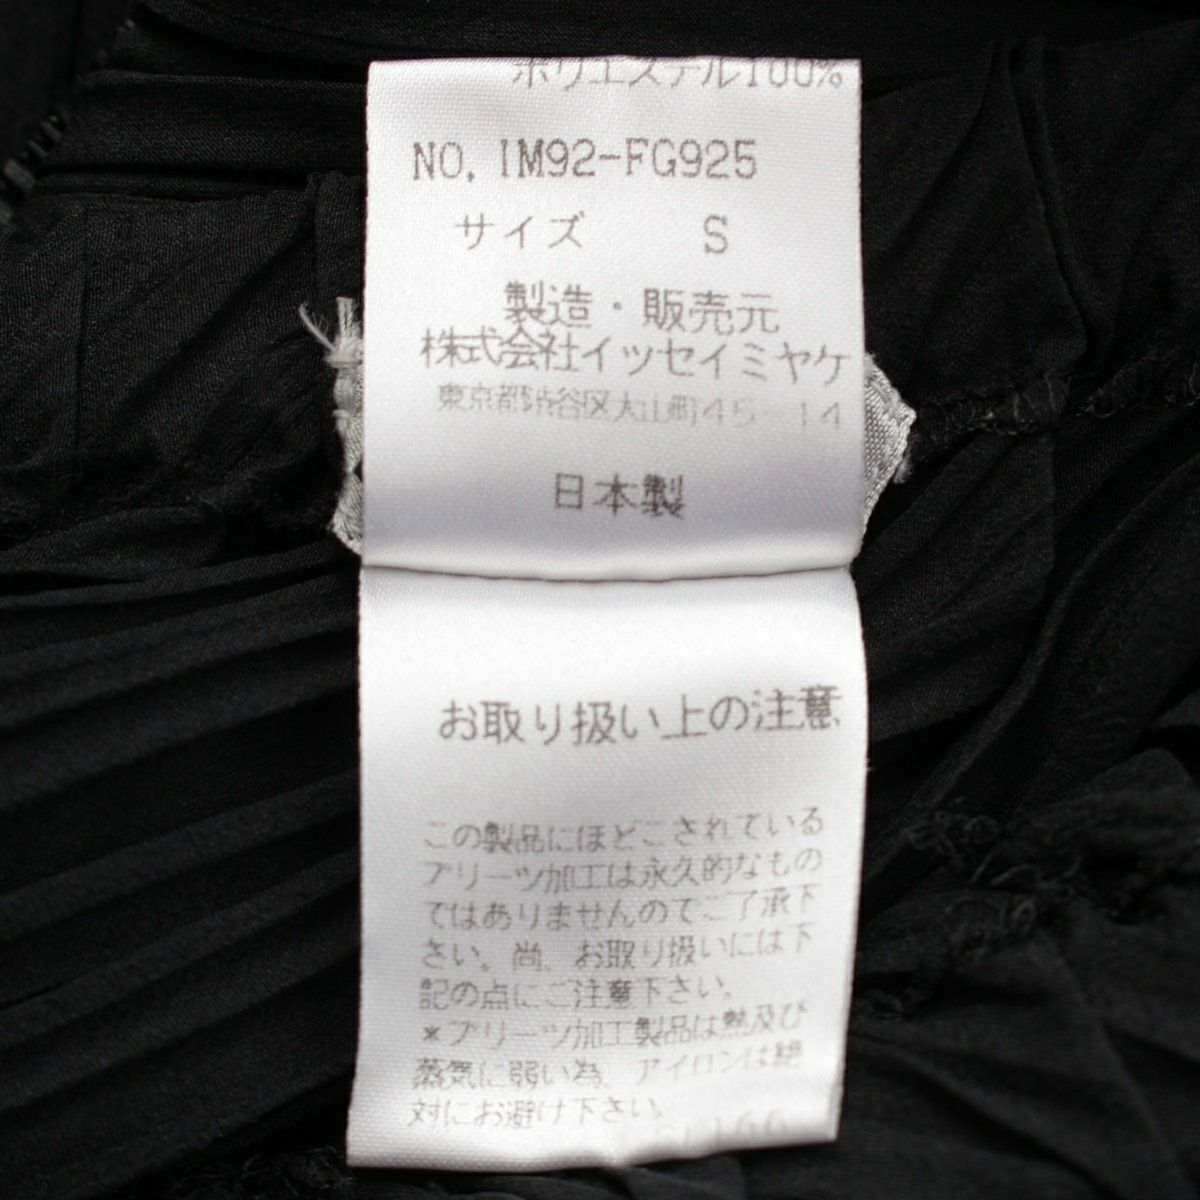 ポリエステル100%
NO. IM92-FG925
サイズ S
製造・販売元
株式会社イッセイミヤケ
東京都渋谷区大山町45 14
日本製
お取り扱い上の注意
この製品にほどこされている
プリーツ加工は永久的なもの
ではありませんのでご了承下
さい。尚、お取り扱いには下
記の点にご注意下さい。
*プリーツ加工製品は熱及び
蒸気に弱い為、アイロンは絶
対にお避け下さい。